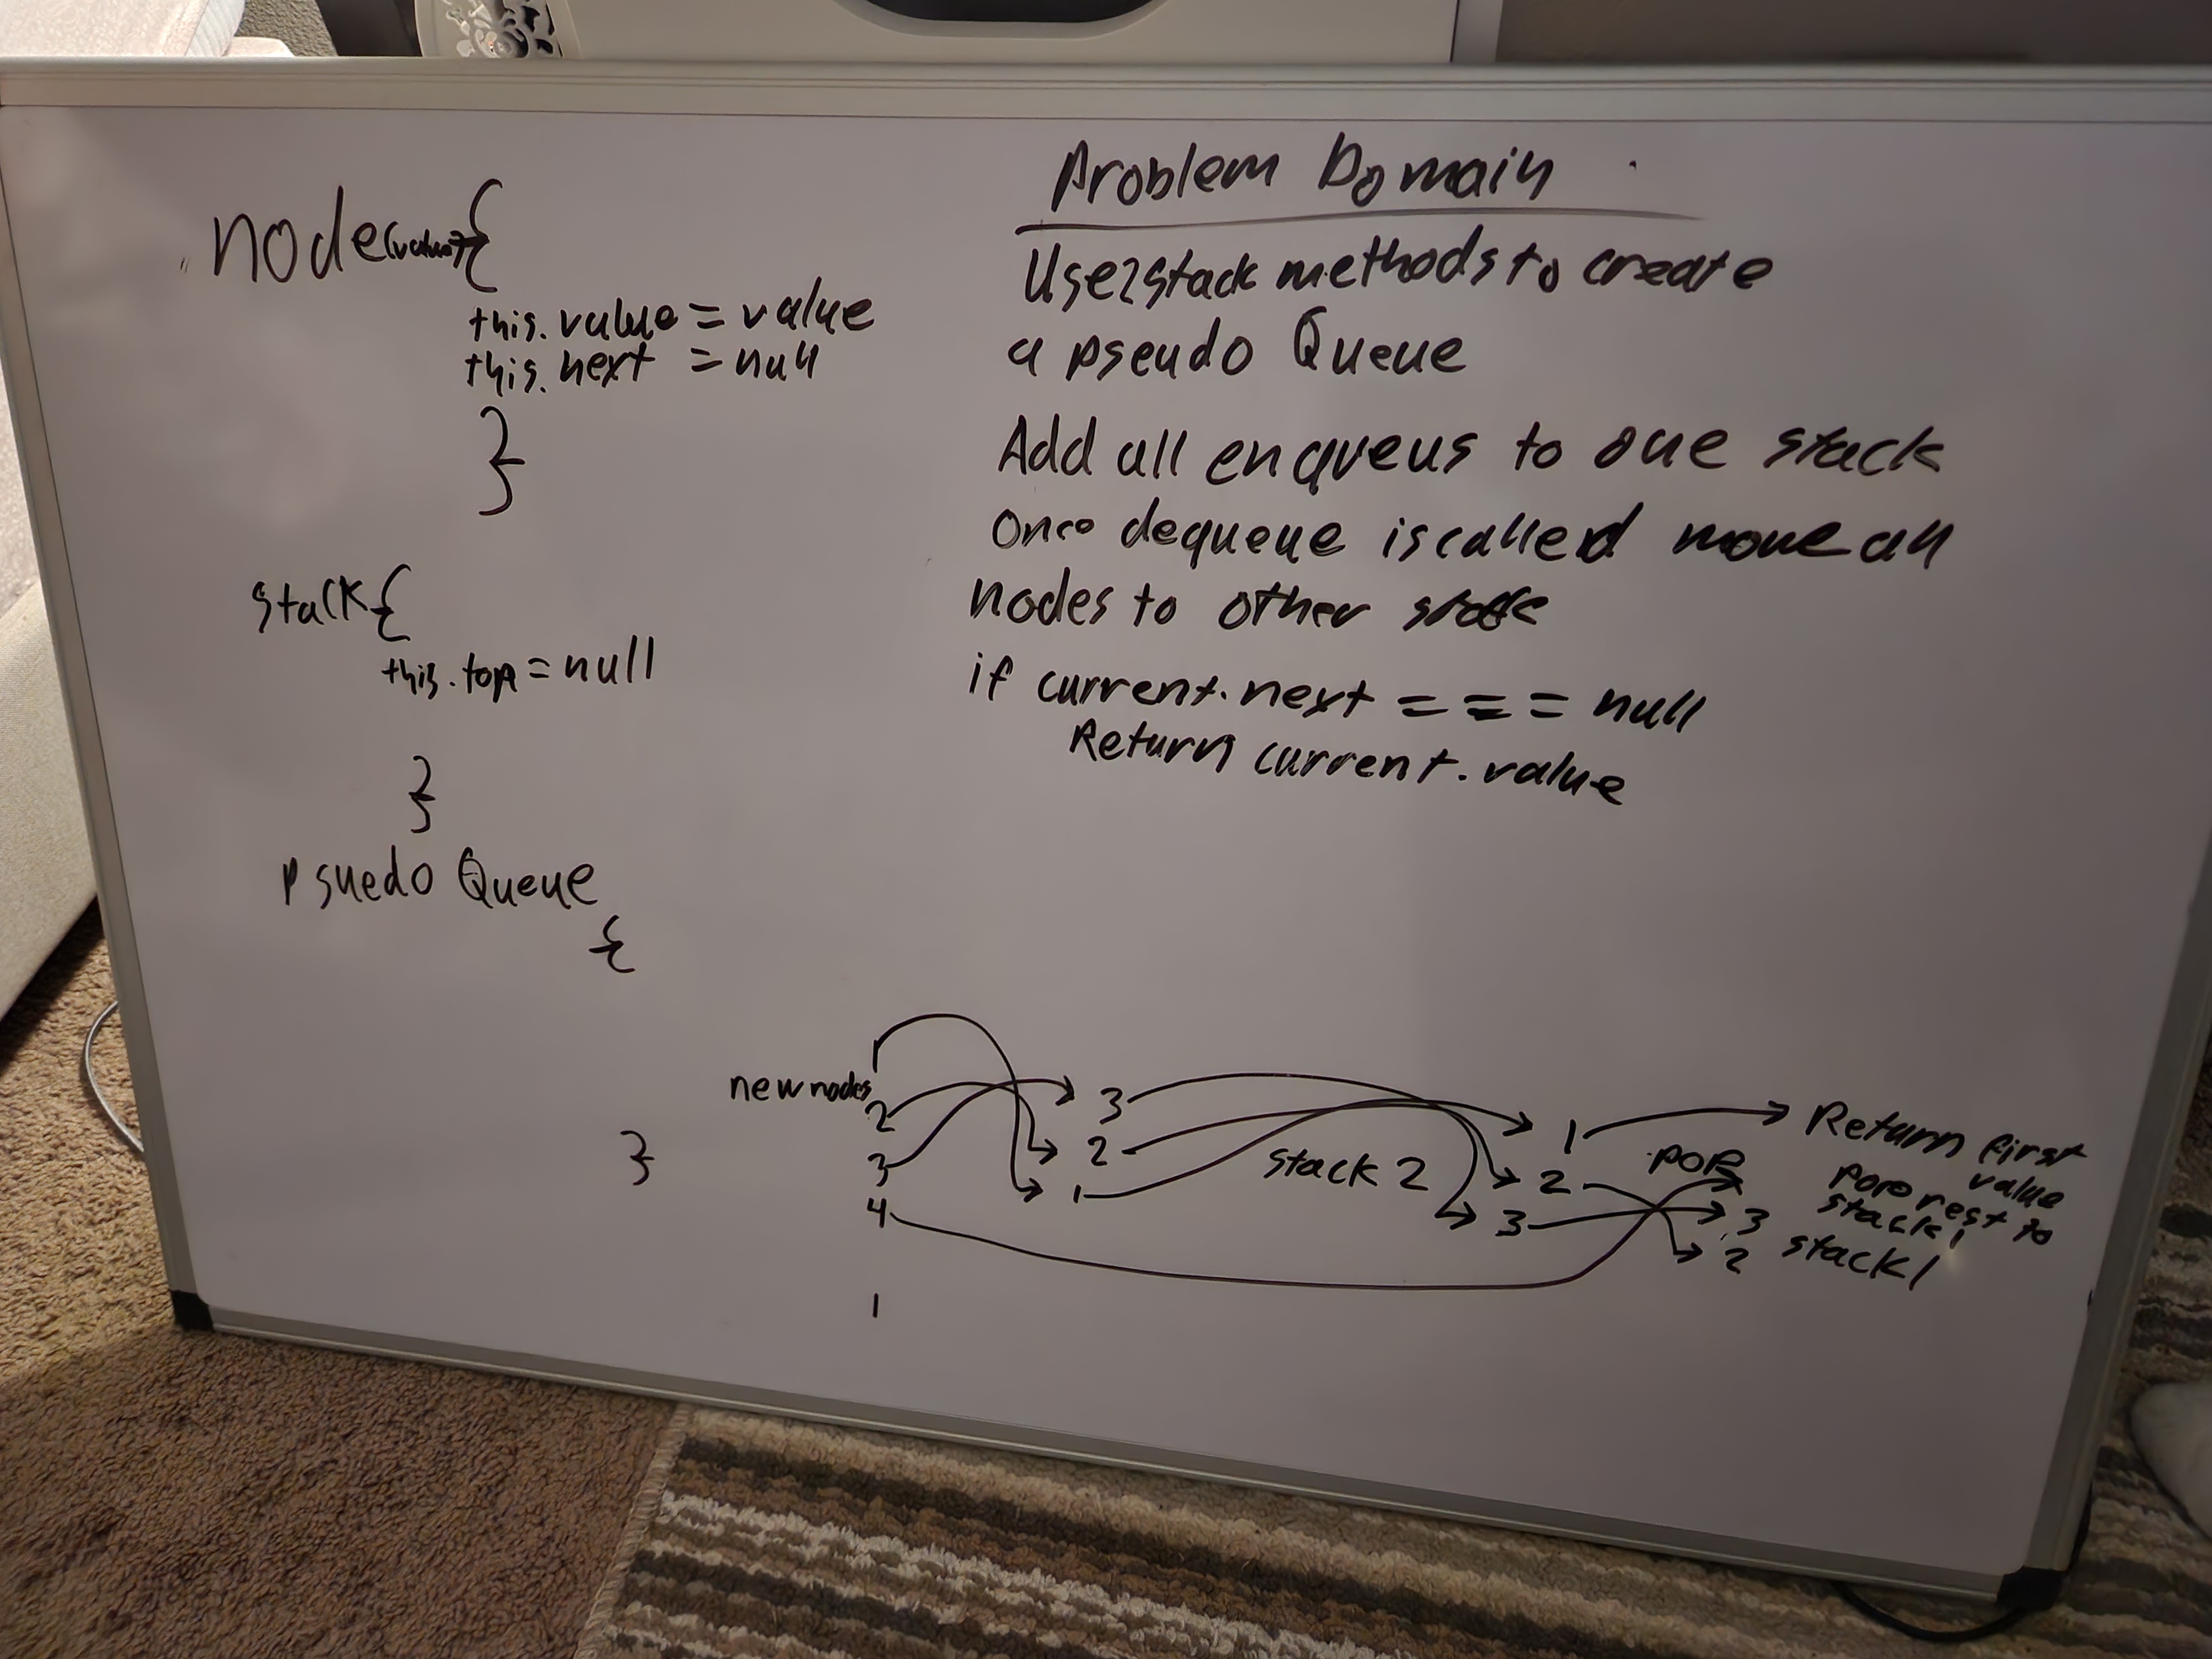 node(value){
this.value = value
this.next = null
}
stack{
this.top = null
}
psuedo Queue
{
}
Problem Domain
Use 2 stack methods to create
a pseudo Queue
Add all enqueus to one stack
Once dequeue is called move all
nodes to other stack
if current.next === null
Return current.value
new nodes
1
2
3
4
1
3
2
1
stack 2
1
2
3
pop
3
2
Return first
value
pop rest to
stack 1
stack 1